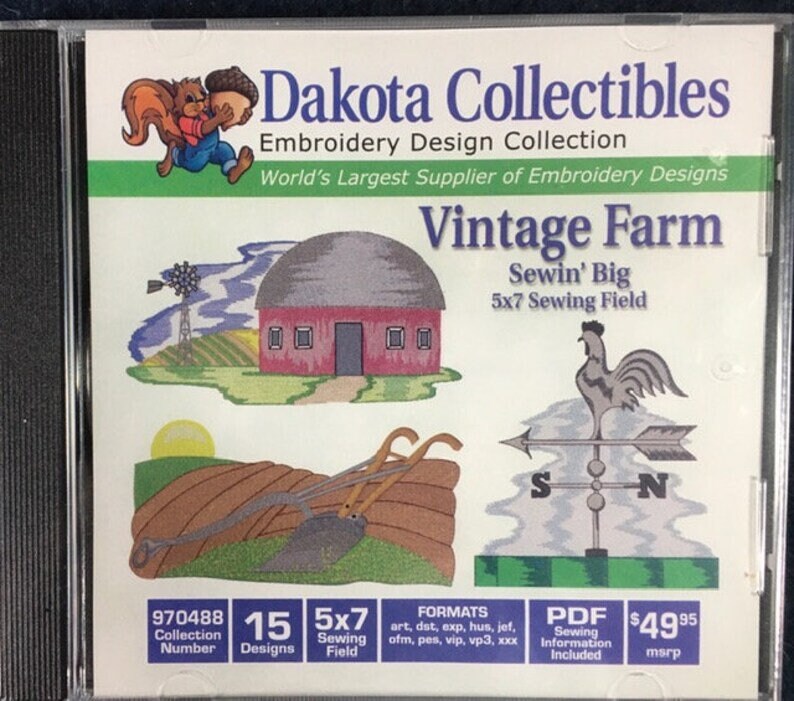 Dakota Collectibles
Embroidery Design Collection
World's Largest Supplier of Embroidery Designs
Vintage Farm
Sewin' Big
5x7 Sewing Field
S N
970488
Collection
Number
15
Designs
5x7
Sewing
Field
FORMATS
art, dst, exp, hus, jef,
ofm, pes, vip, vp3, xxx
PDF
Sewing
Information
Included
$49.95
msrp